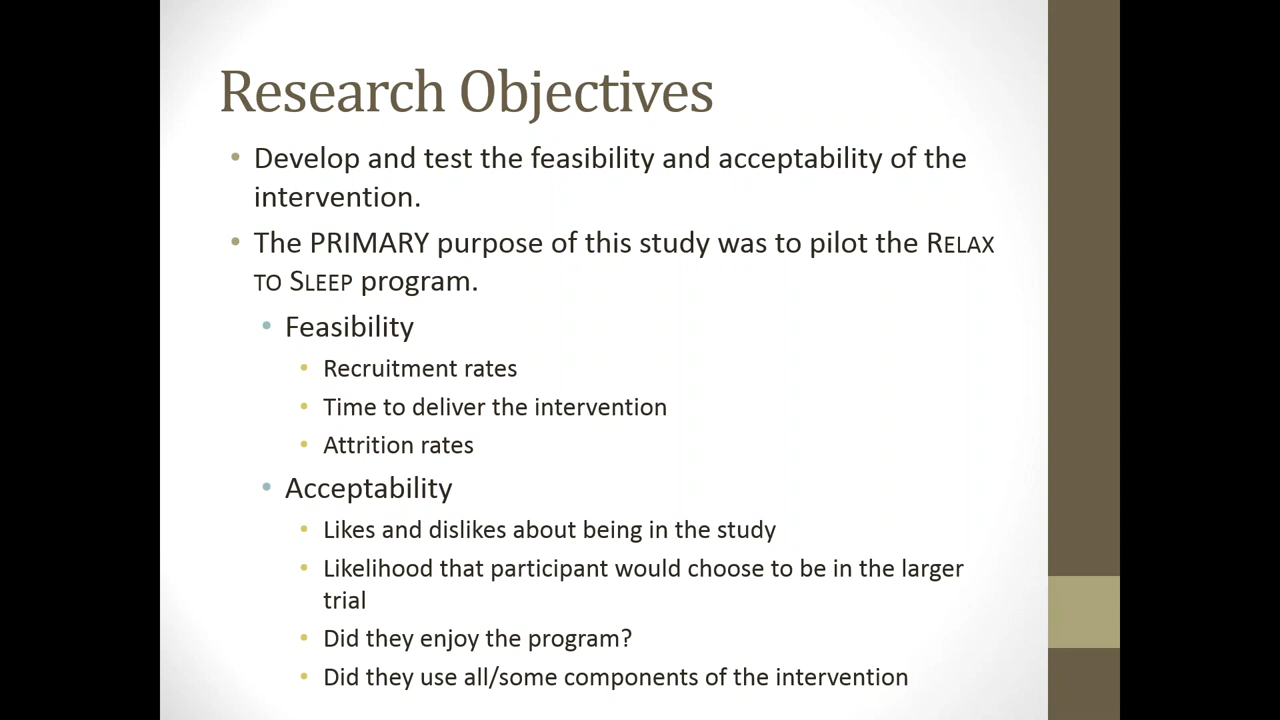 Research Objectives
• Develop and test the feasibility and acceptability of the
intervention.
• The PRIMARY purpose of this study was to pilot the RELAX
TO SLEEP program.
• Feasibility
• Recruitment rates
• Time to deliver the intervention
• Attrition rates
• Acceptability
• Likes and dislikes about being in the study
• Likelihood that participant would choose to be in the larger
trial
• Did they enjoy the program?
• Did they use all/some components of the intervention